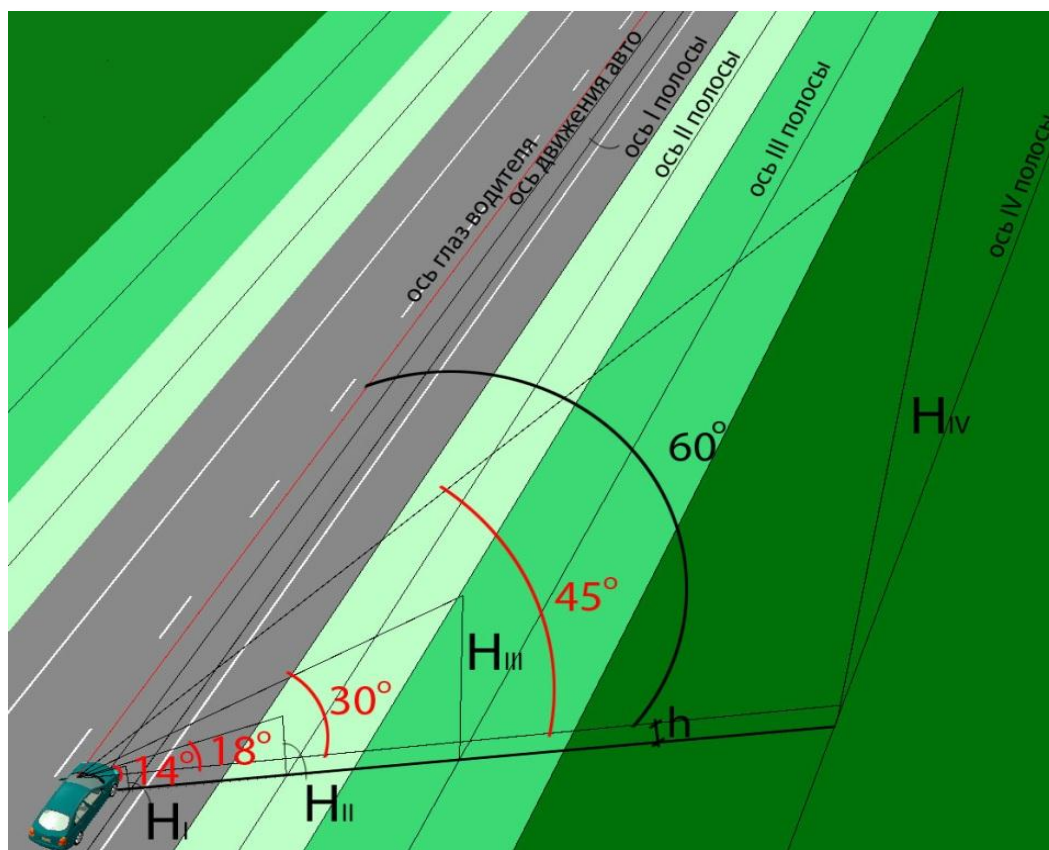 ось глаз водителя
ось движения авто
ось I полосы
ось II полосы
ось III полосы
ось IV полосы
HIV
60°
45°
HIII
30°
18°
14°
h
HII
HI